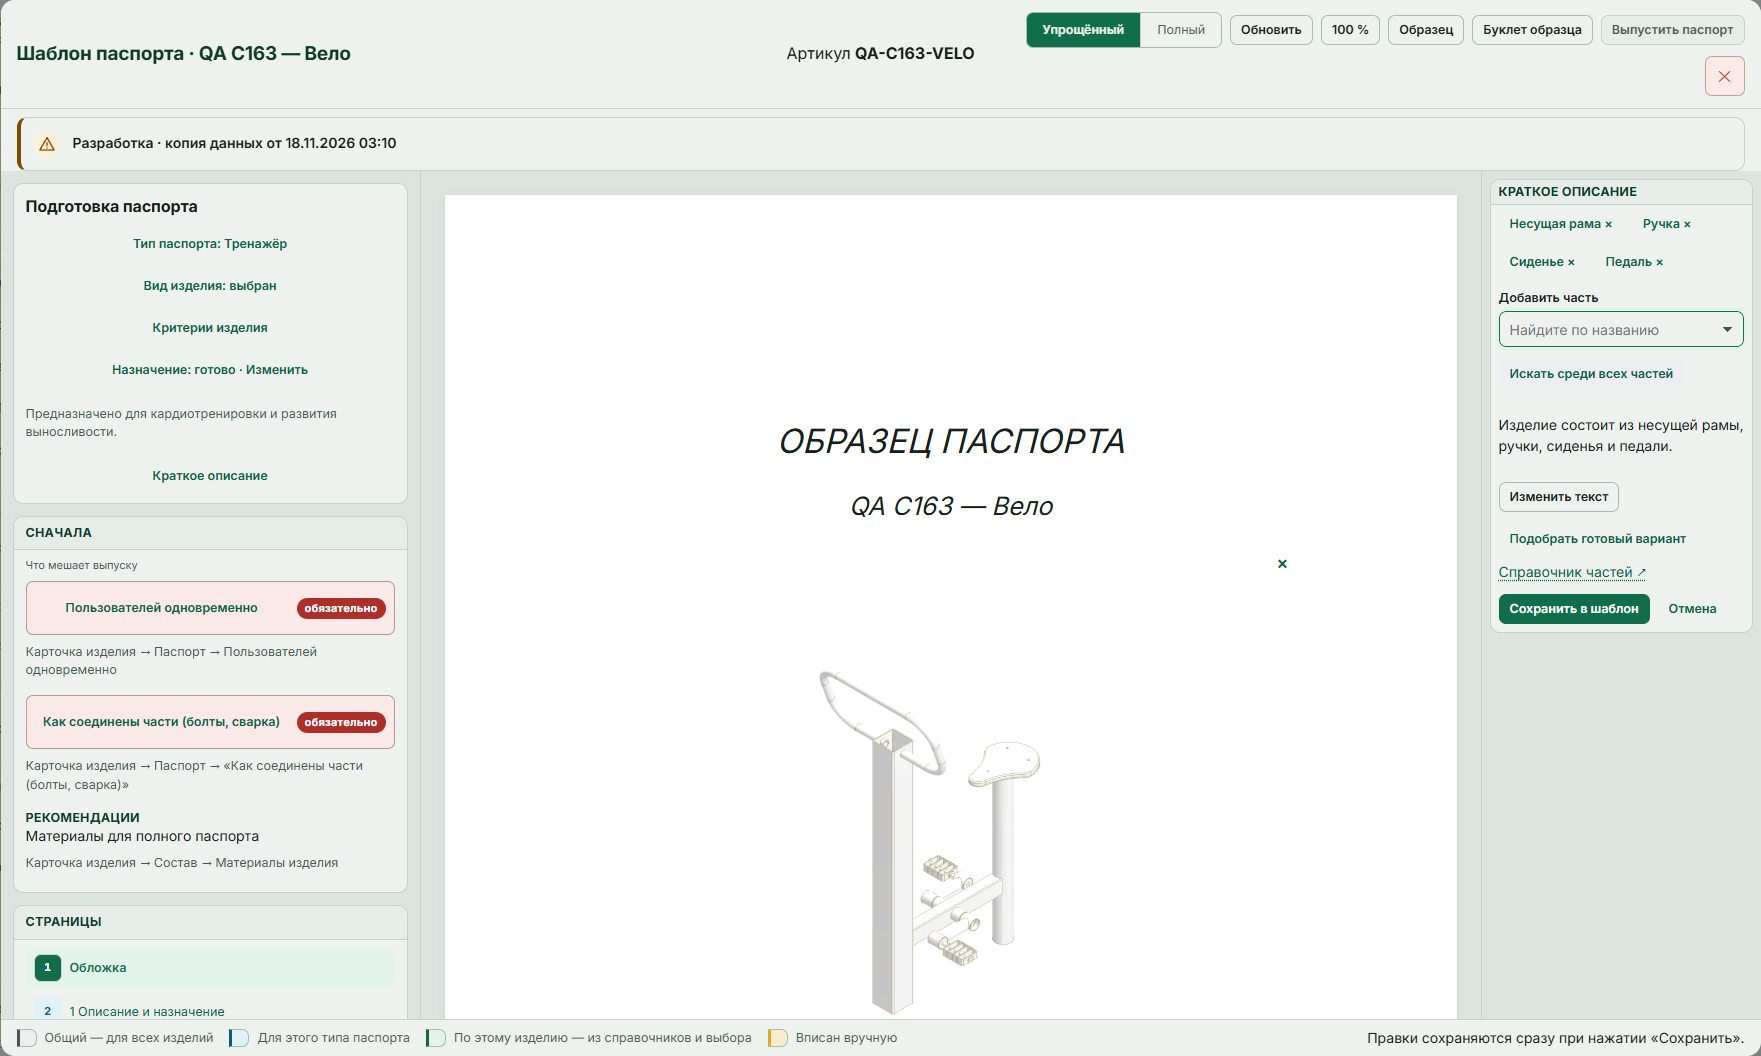 Шаблон паспорта · QA C163 — Вело
Артикул QA-C163-VELO
Упрощённый
Полный
Обновить
100 %
Образец
Буклет образца
Выпустить паспорт
Разработка · копия данных от 18.11.2026 03:10
Подготовка паспорта
Тип паспорта: Тренажёр
Вид изделия: выбран
Критерии изделия
Назначение: готово · Изменить
Предназначено для кардиотренировки и развития
выносливости.
Краткое описание
СНАЧАЛА
Что мешает выпуску
Пользователей одновременно
обязательно
Карточка изделия → Паспорт → Пользователей
одновременно
Как соединены части (болты, сварка)
обязательно
Карточка изделия → Паспорт → «Как соединены части
(болты, сварка)»
РЕКОМЕНДАЦИИ
Материалы для полного паспорта
Карточка изделия → Состав → Материалы изделия
СТРАНИЦЫ
1 Обложка
2 1 Описание и назначение
ОБРАЗЕЦ ПАСПОРТА
QA C163 — Вело
×
КРАТКОЕ ОПИСАНИЕ
Несущая рама × Ручка ×
Сиденье × Педаль ×
Добавить часть
Найдите по названию
Искать среди всех частей
Изделие состоит из несущей рамы,
ручки, сиденья и педали.
Изменить текст
Подобрать готовый вариант
Справочник частей ↗
Сохранить в шаблон
Отмена
Общий — для всех изделий
Для этого типа паспорта
По этому изделию — из справочников и выбора
Вписан вручную
Правки сохраняются сразу при нажатии «Сохранить».